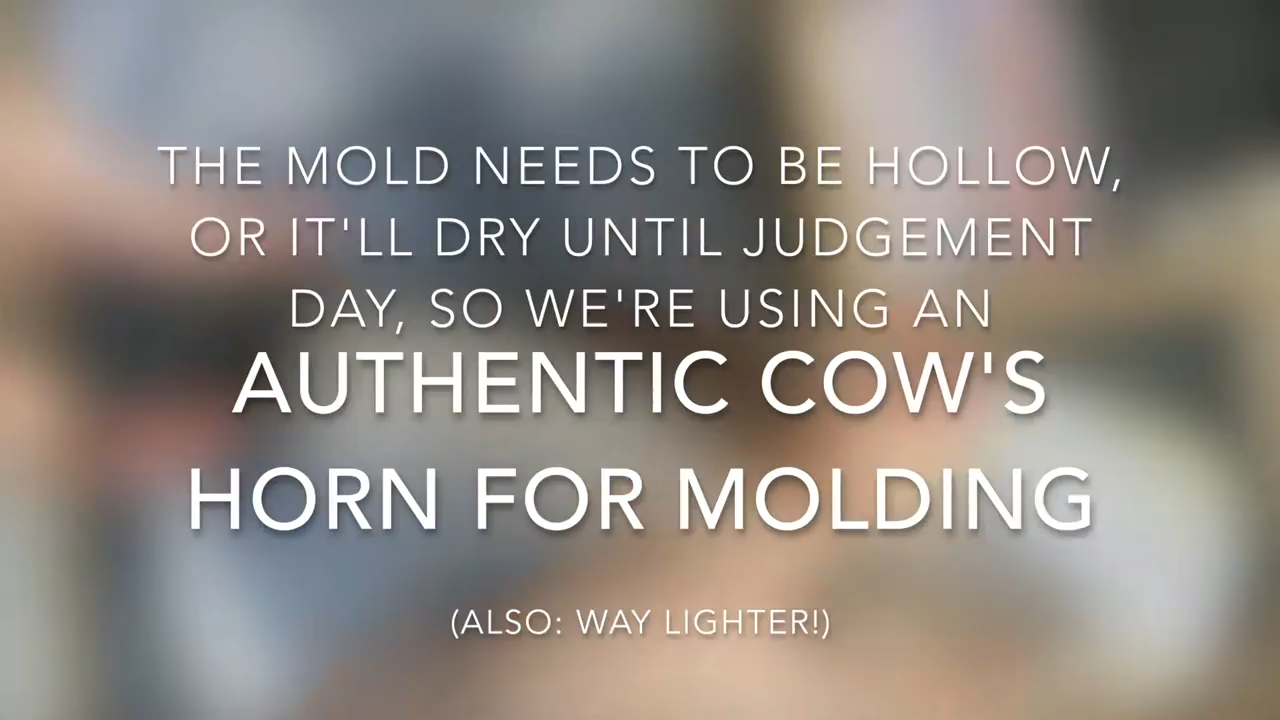 THE MOLD NEEDS TO BE HOLLOW,
OR IT'LL DRY UNTIL JUDGEMENT
DAY, SO WE'RE USING AN
AUTHENTIC COW'S
HORN FOR MOLDING
(ALSO: WAY LIGHTER!)